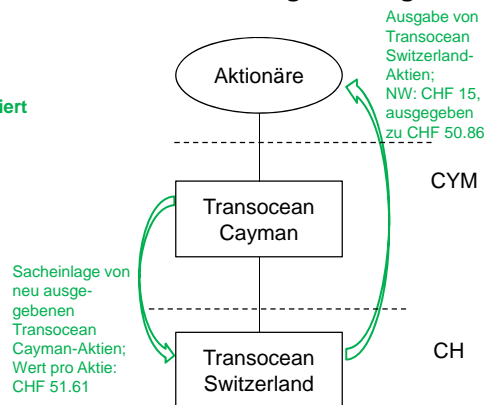 Ausgabe von
Transocean
Switzerland-
Aktien;
NW: CHF 15,
ausgegeben
zu CHF 50.86
Aktionäre
iert
CYM
Transocean
Cayman
Sacheinlage von
neu ausge-
gebenen
Transocean
Cayman-Aktien;
Wert pro Aktie:
CHF 51.61
CH
Transocean
Switzerland